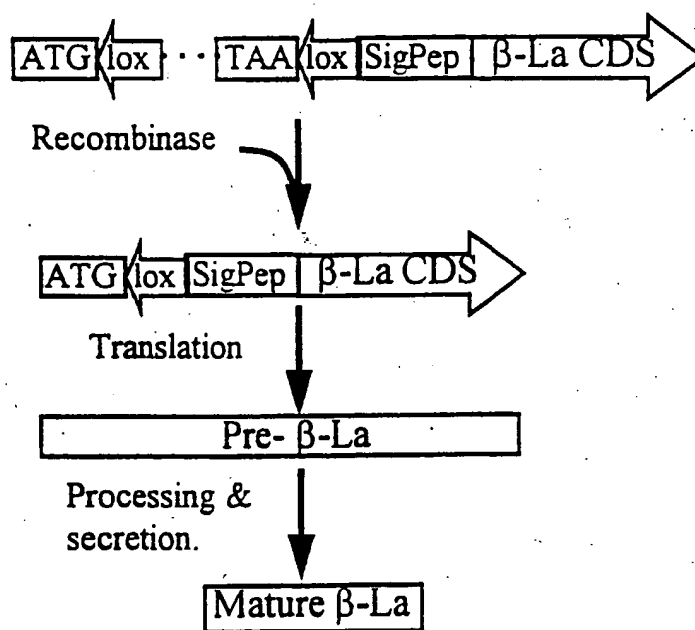 ATG lox · · TAA lox SigPep β-La CDS
Recombinase
ATG lox SigPep β-La CDS
Translation
Pre- β-La
Processing &
secretion.
Mature β-La